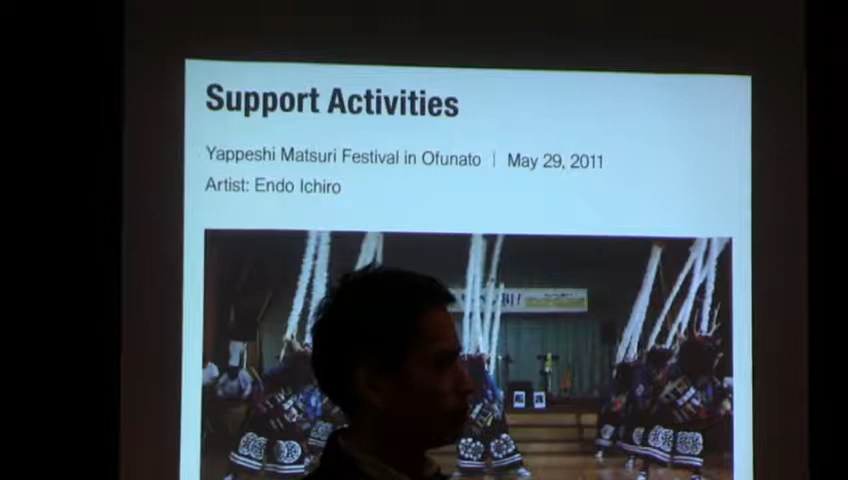 Support Activities
Yappeshi Matsuri Festival in Ofunato | May 29, 2011
Artist: Endo Ichiro